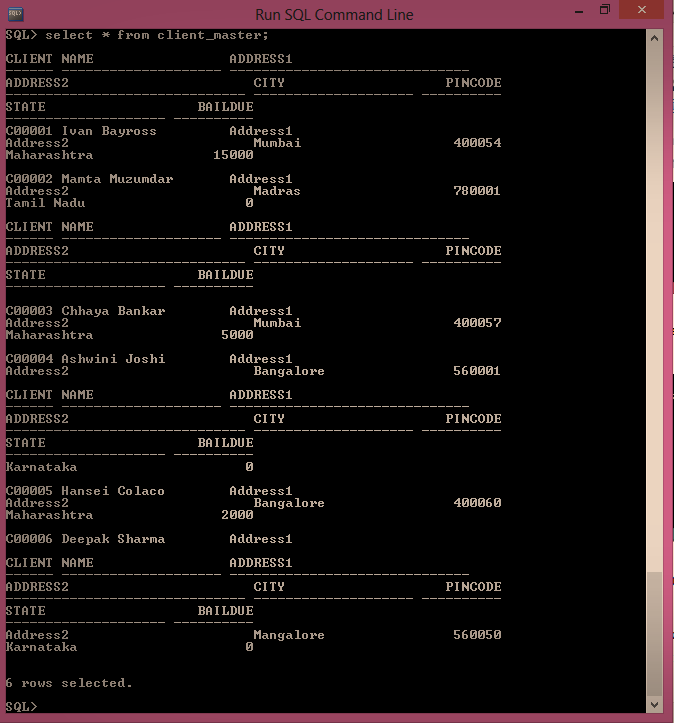 Run SQL Command Line
SQL> select * from client_master;
CLIENT NAME ADDRESS1
------ -------------------- ------------------------------
ADDRESS2 CITY PINCODE
------------------------------ -------------------- ----------
STATE BAILDUE
-------------------- ----------
C00001 Ivan Bayross Address1
Address2 Mumbai 400054
Maharashtra 15000
C00002 Mamta Muzumdar Address1
Address2 Madras 780001
Tamil Nadu 0
CLIENT NAME ADDRESS1
------ -------------------- ------------------------------
ADDRESS2 CITY PINCODE
------------------------------ -------------------- ----------
STATE BAILDUE
-------------------- ----------
C00003 Chhaya Bankar Address1
Address2 Mumbai 400057
Maharashtra 5000
C00004 Ashwini Joshi Address1
Address2 Bangalore 560001
CLIENT NAME ADDRESS1
------ -------------------- ------------------------------
ADDRESS2 CITY PINCODE
------------------------------ -------------------- ----------
STATE BAILDUE
-------------------- ----------
Karnataka 0
C00005 Hansei Colaco Address1
Address2 Bangalore 400060
Maharashtra 2000
C00006 Deepak Sharma Address1
CLIENT NAME ADDRESS1
------ -------------------- ------------------------------
ADDRESS2 CITY PINCODE
------------------------------ -------------------- ----------
STATE BAILDUE
-------------------- ----------
Address2 Mangalore 560050
Karnataka 0
6 rows selected.
SQL>